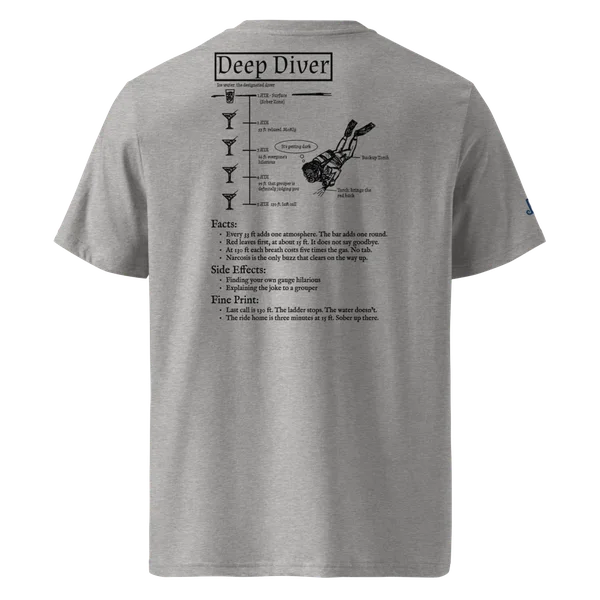 Deep Diver
Ice water, the designated diver
1 ATA - Surface
(Sober Zone)
2 ATA
33 ft relaxed. Mostly
It's getting dark
3 ATA
66 ft everyone's
hilarious
Backup Torch
4 ATA
99 ft that grouper is
definitely judging you
Torch: brings the
red back
5 ATA 130 ft last call
Facts:
• Every 33 ft adds one atmosphere. The bar adds one round.
• Red leaves first, at about 15 ft. It does not say goodbye.
• At 130 ft each breath costs five times the gas. No tab.
• Narcosis is the only buzz that clears on the way up.
Side Effects:
• Finding your own gauge hilarious
• Explaining the joke to a grouper
Fine Print:
• Last call is 130 ft. The ladder stops. The water doesn't.
• The ride home is three minutes at 15 ft. Sober up there.